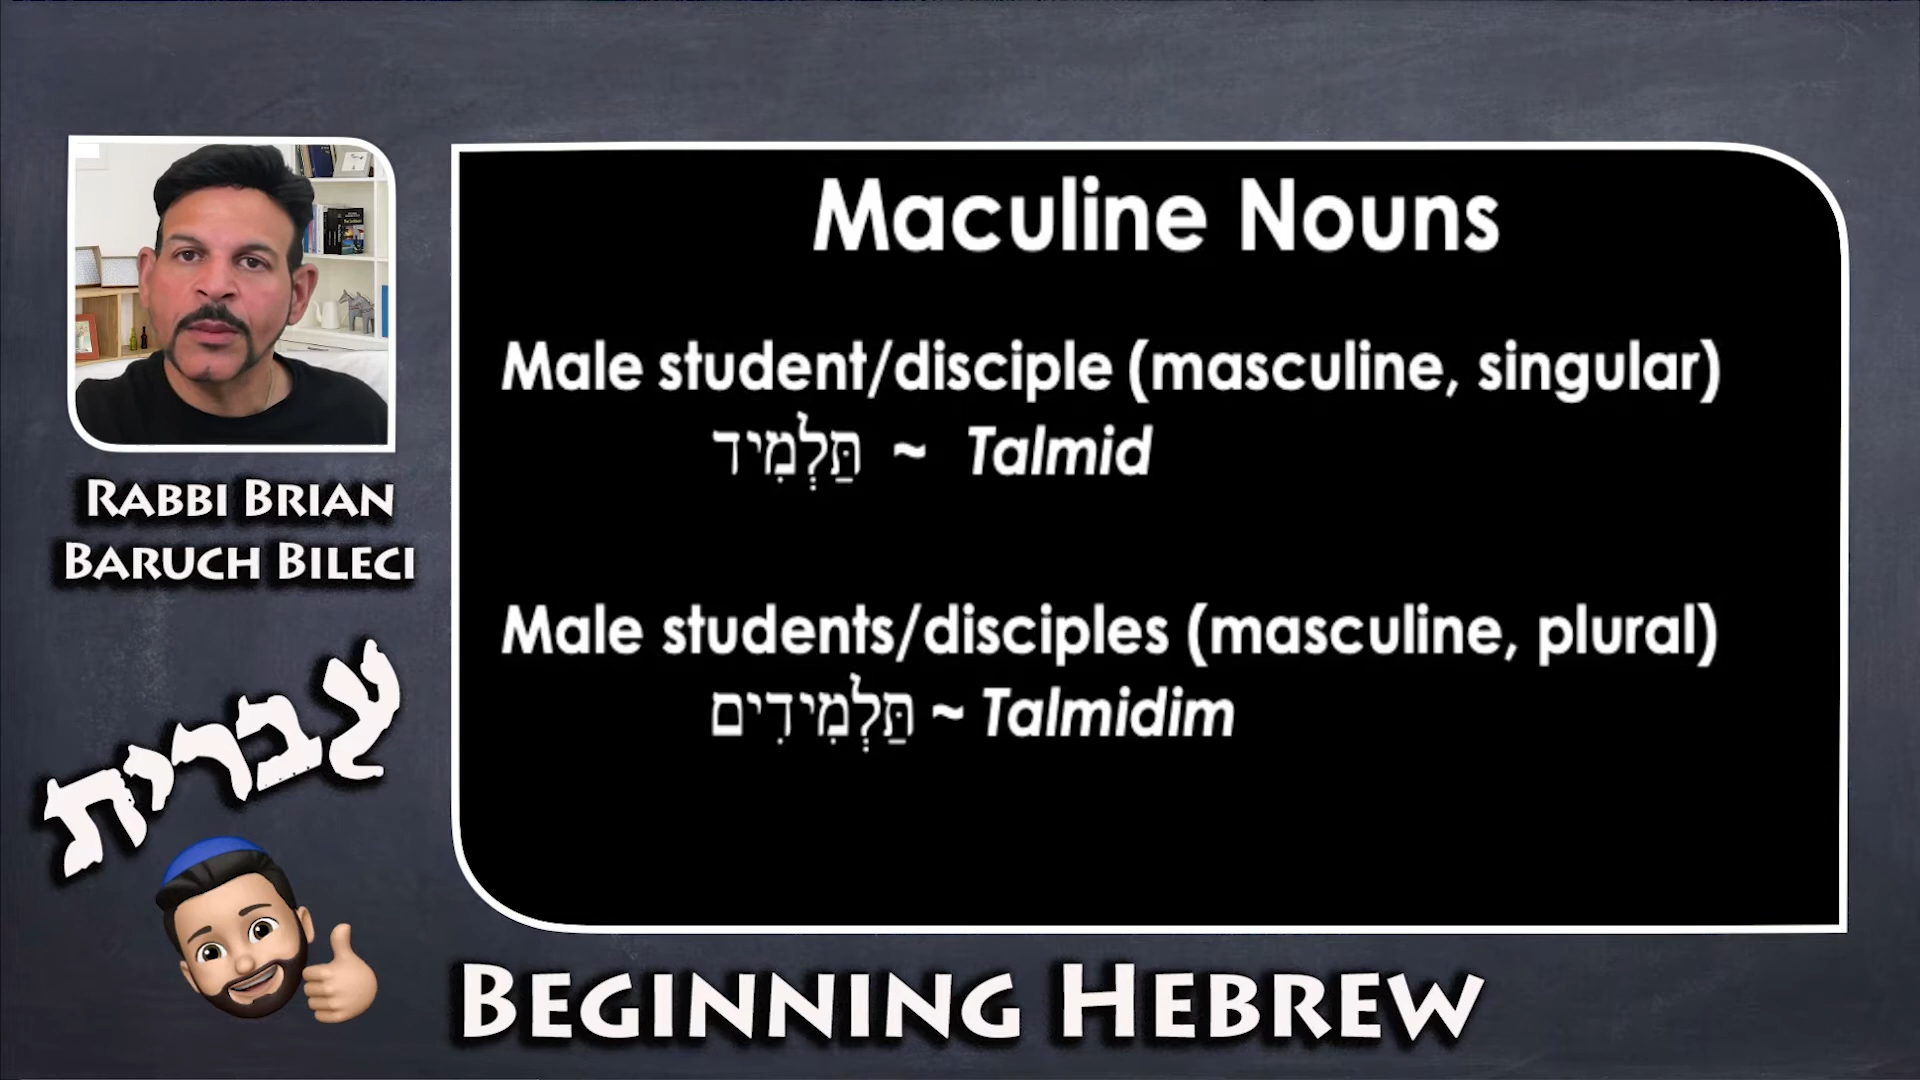 Maculine Nouns
Male student/disciple (masculine, singular)
תַּלְמִיד ~ Talmid
Male students/disciples (masculine, plural)
תַּלְמִידִים ~ Talmidim
RABBI BRIAN
BARUCH BILECI
עברית
BEGINNING HEBREW